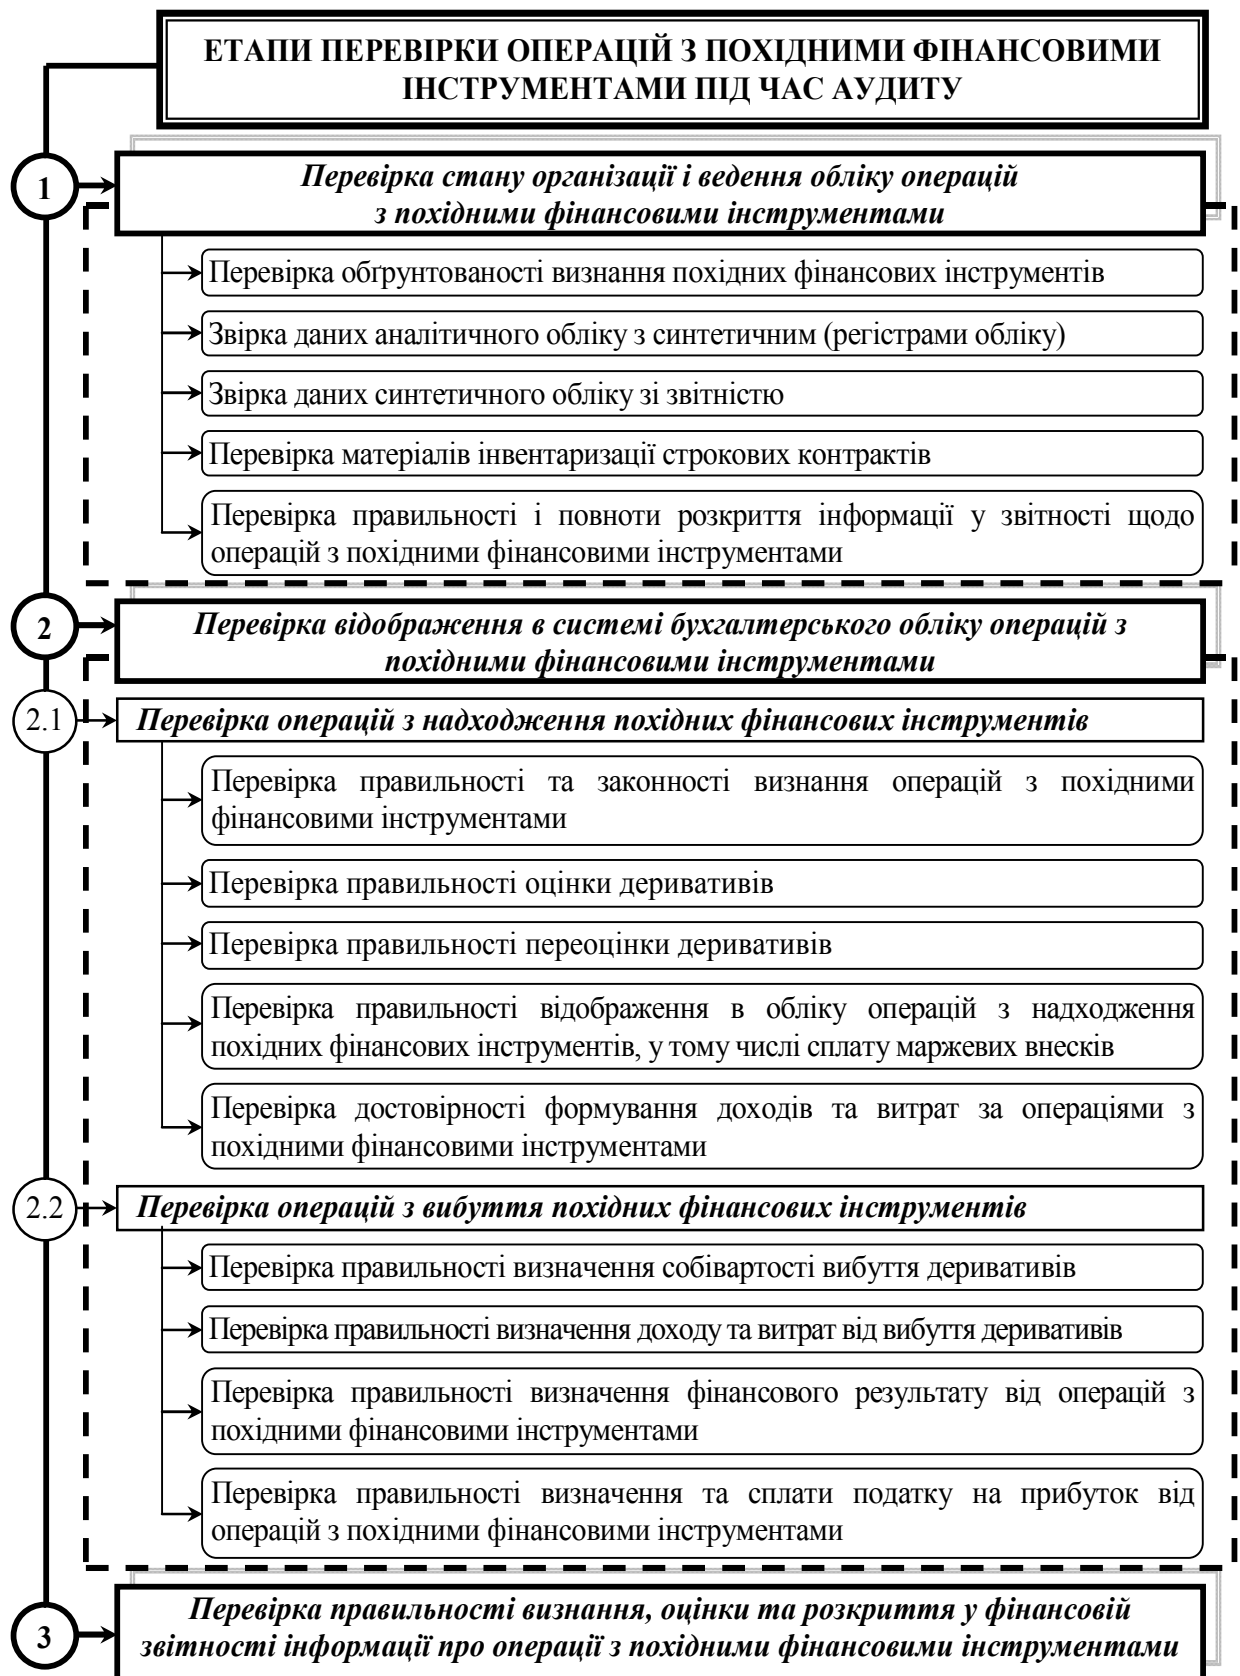 ЕТАПИ ПЕРЕВІРКИ ОПЕРАЦІЙ З ПОХІДНИМИ ФІНАНСОВИМИ
ІНСТРУМЕНТАМИ ПІД ЧАС АУДИТУ
1
Перевірка стану організації і ведення обліку операцій
з похідними фінансовими інструментами
Перевірка обґрунтованості визнання похідних фінансових інструментів
Звірка даних аналітичного обліку з синтетичним (регістрами обліку)
Звірка даних синтетичного обліку зі звітністю
Перевірка матеріалів інвентаризації строкових контрактів
Перевірка правильності і повноти розкриття інформації у звітності щодо
операцій з похідними фінансовими інструментами
2
Перевірка відображення в системі бухгалтерського обліку операцій з
похідними фінансовими інструментами
2.1
Перевірка операцій з надходження похідних фінансових інструментів
Перевірка правильності та законності визнання операцій з похідними
фінансовими інструментами
Перевірка правильності оцінки деривативів
Перевірка правильності переоцінки деривативів
Перевірка правильності відображення в обліку операцій з надходження
похідних фінансових інструментів, у тому числі сплату маржевих внесків
Перевірка достовірності формування доходів та витрат за операціями з
похідними фінансовими інструментами
2.2
Перевірка операцій з вибуття похідних фінансових інструментів
Перевірка правильності визначення собівартості вибуття деривативів
Перевірка правильності визначення доходу та витрат від вибуття деривативів
Перевірка правильності визначення фінансового результату від операцій з
похідними фінансовими інструментами
Перевірка правильності визначення та сплати податку на прибуток від
операцій з похідними фінансовими інструментами
3
Перевірка правильності визнання, оцінки та розкриття у фінансовій
звітності інформації про операції з похідними фінансовими інструментами